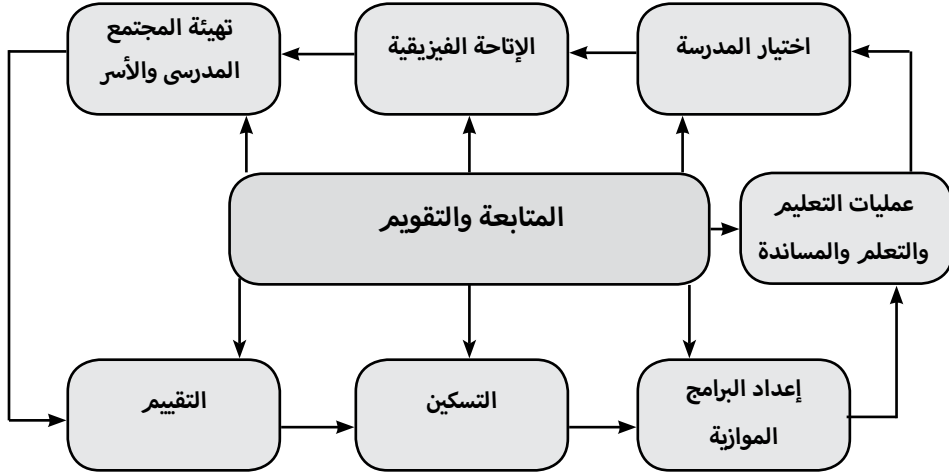 اختيار المدرسة
الإتاحة الفيزيقية
تهيئة المجتمع
المدرسى والأسر
المتابعة والتقويم
عمليات التعليم
والتعلم والمساندة
التقييم
التسكين
إعداد البرامج
الموازية